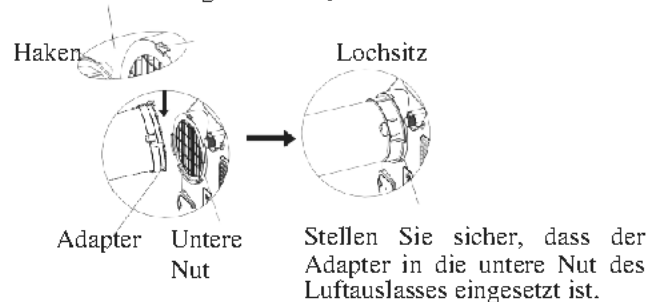 Haken
Lochsitz
Adapter
Untere
Nut
Stellen Sie sicher, dass der
Adapter in die untere Nut des
Luftauslasses eingesetzt ist.